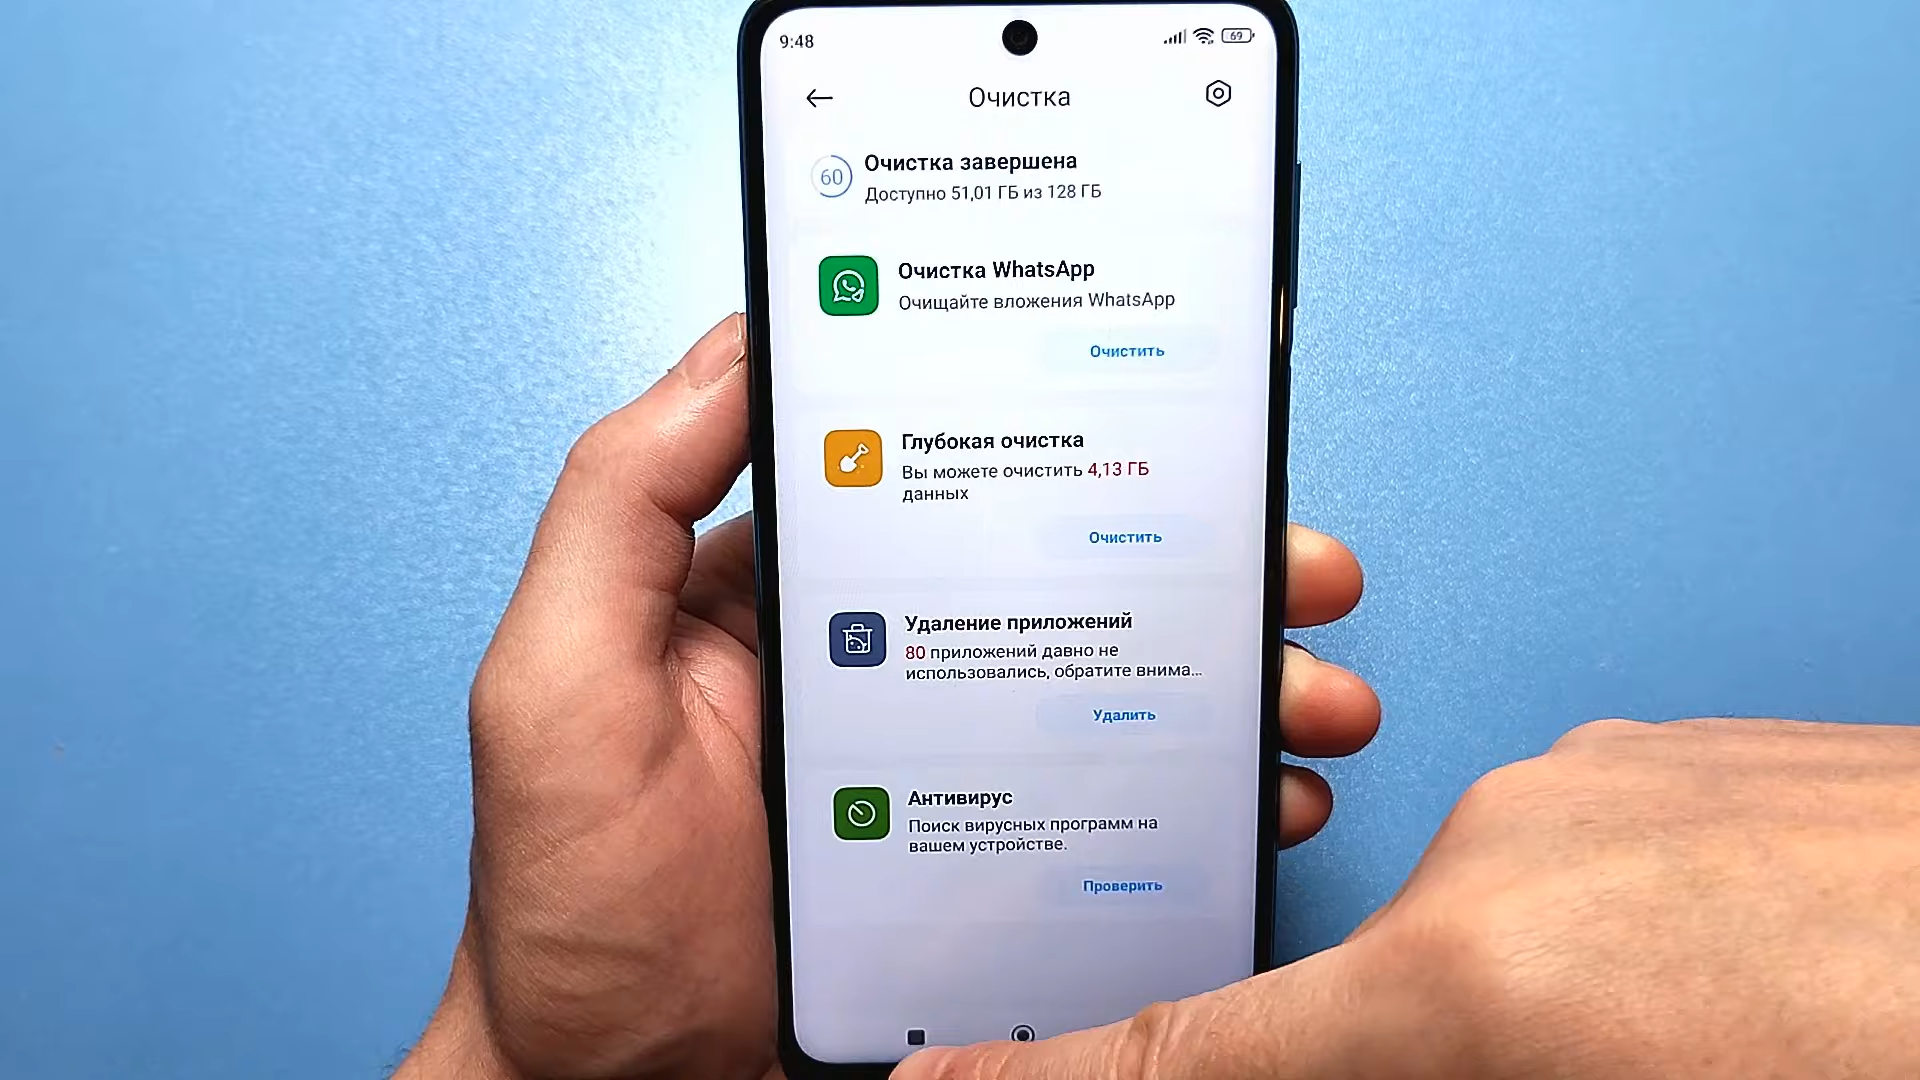 9:48
69
Очистка
60
Очистка завершена
Доступно 51,01 ГБ из 128 ГБ
Очистка WhatsApp
Очищайте вложения WhatsApp
Очистить
Глубокая очистка
Вы можете очистить 4,13 ГБ
данных
Очистить
Удаление приложений
80 приложений давно не
использовались, обратите внима...
Удалить
Антивирус
Поиск вирусных программ на
вашем устройстве.
Проверить